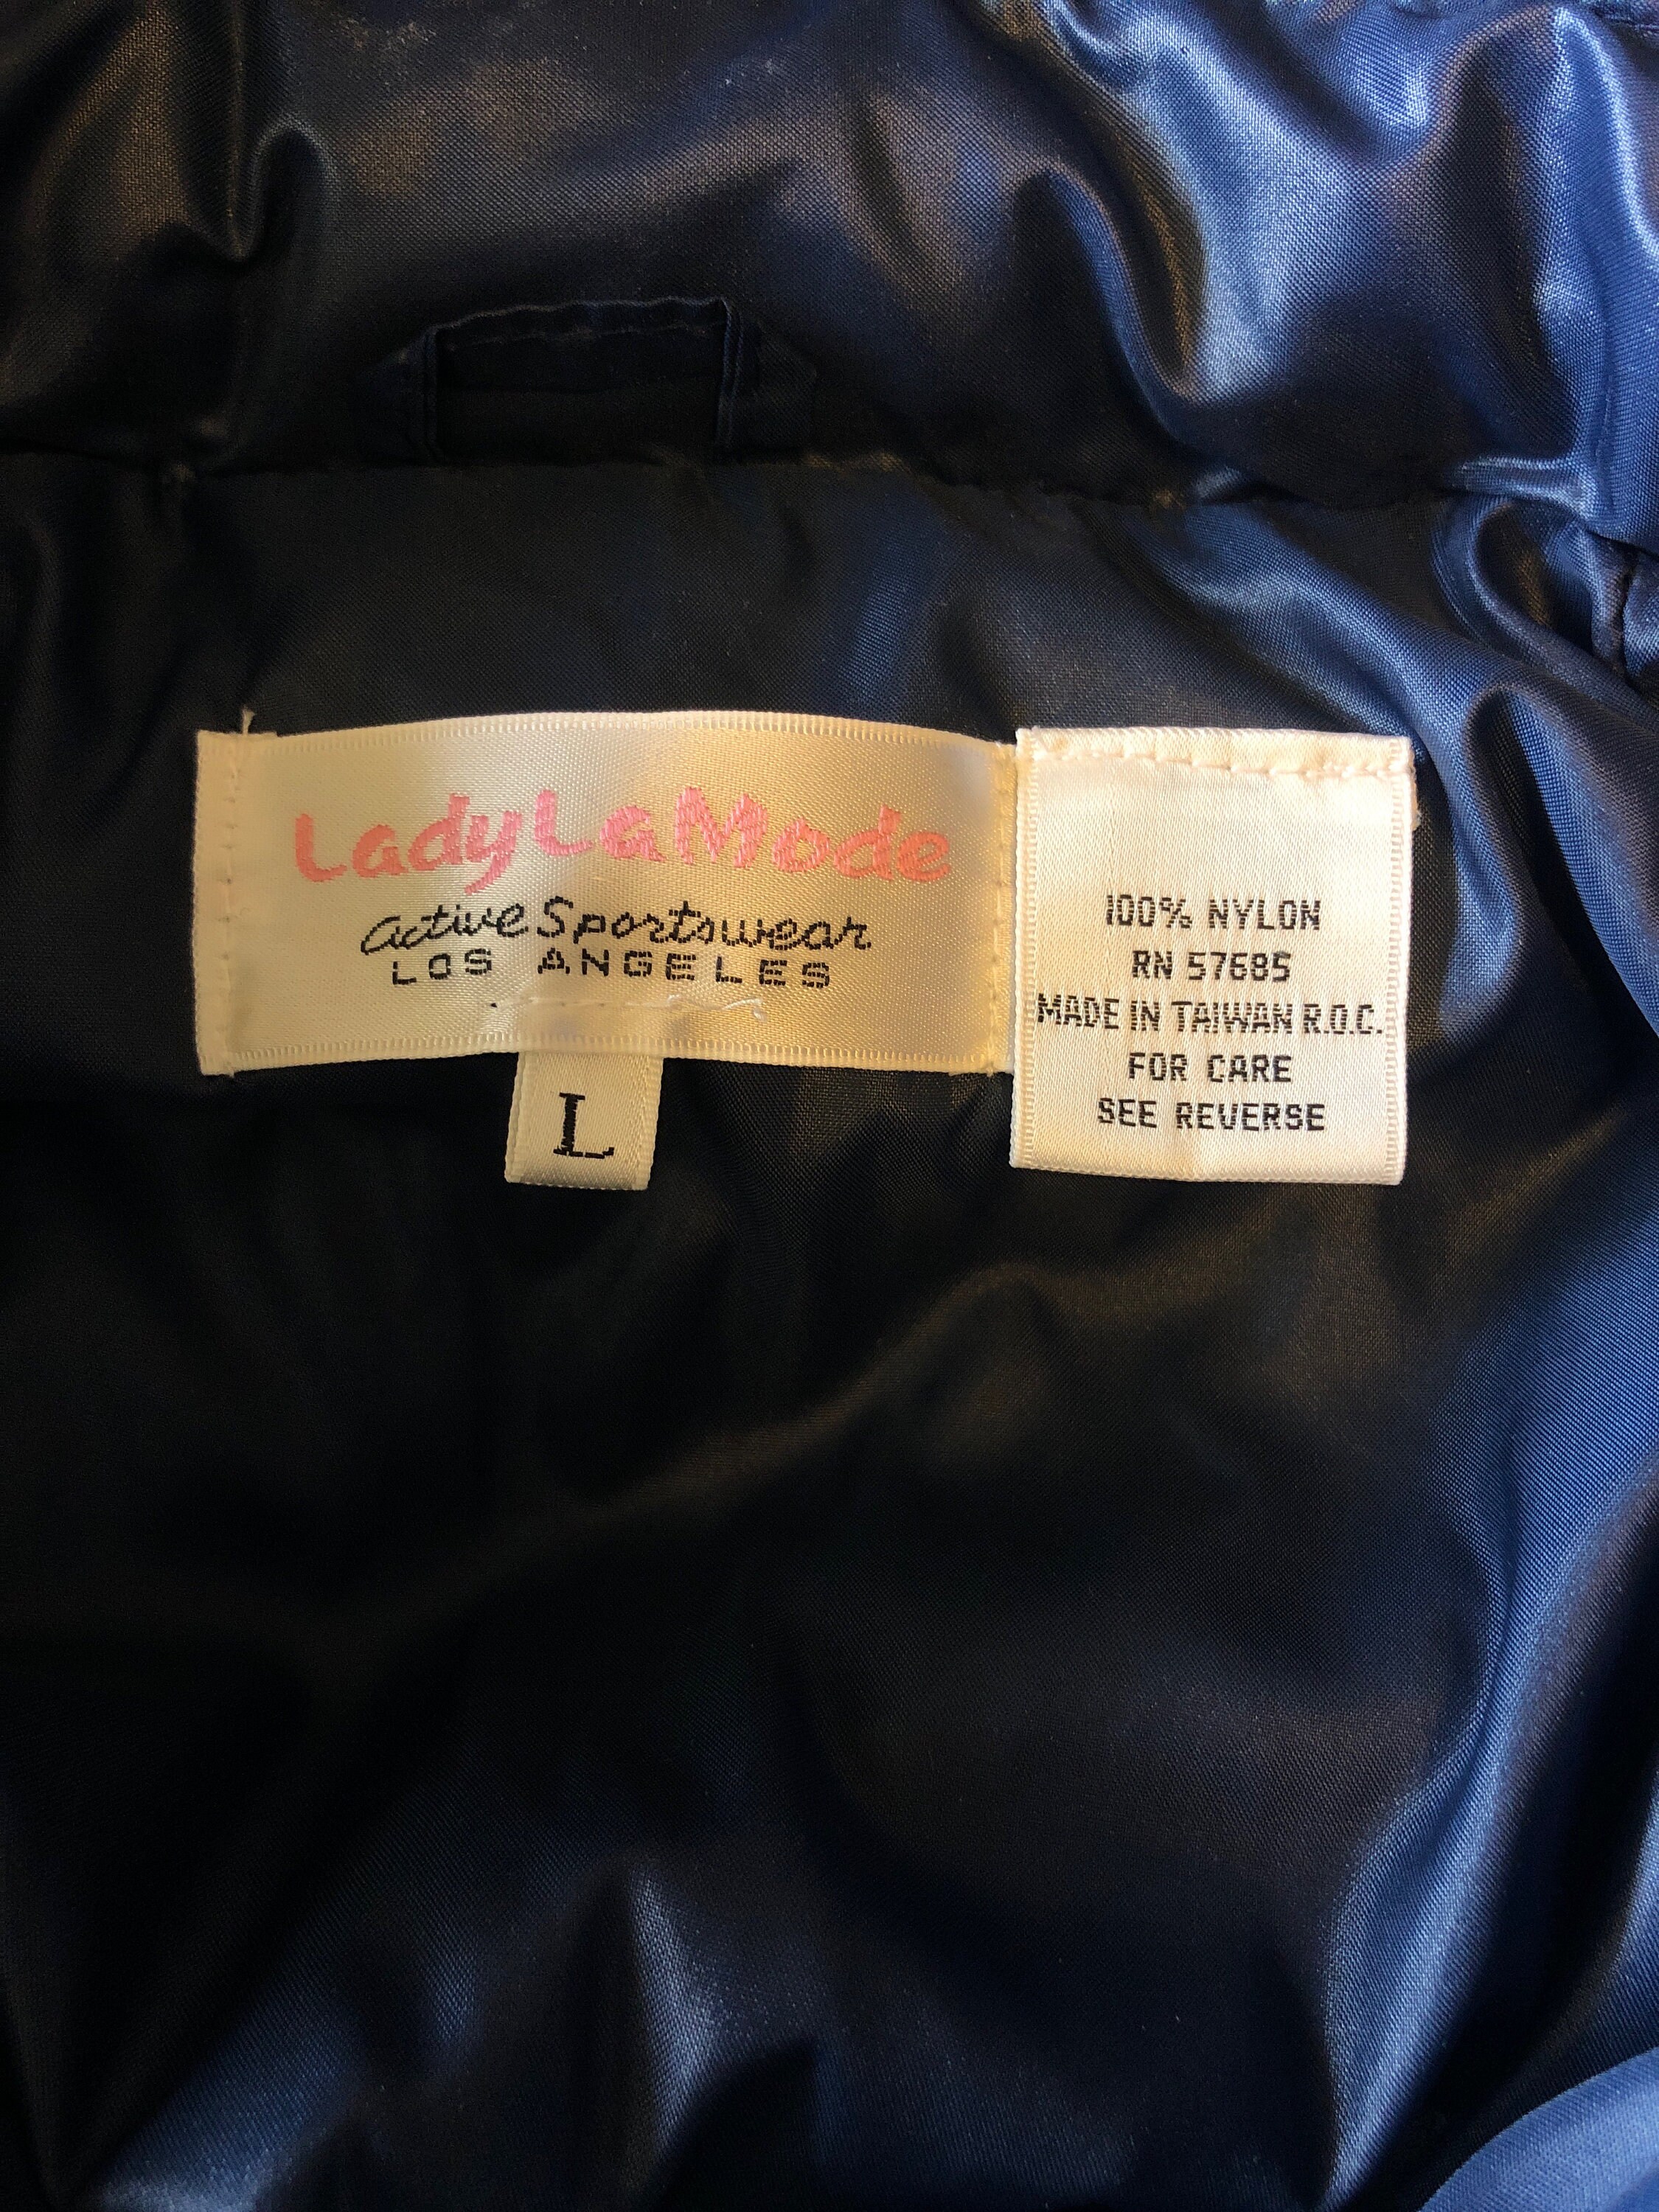 LadyLaMode
active Sportswear
LOS ANGELES
L
100% NYLON
RN 57685
MADE IN TAIWAN R.O.C.
FOR CARE
SEE REVERSE